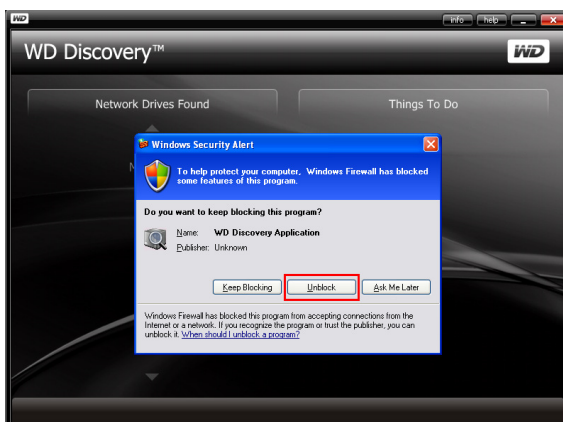 WD
info help
WD Discovery™
WD
Network Drives Found
Things To Do
N
Windows Security Alert
To help protect your computer, Windows Firewall has blocked
some features of this program.
Do you want to keep blocking this program?
Name: WD Discovery Application
Publisher: Unknown
Keep Blocking
Unblock
Ask Me Later
Windows Firewall has blocked this program from accepting connections from the
Internet or a network. If you recognize the program or trust the publisher, you can
unblock it. When should I unblock a program?